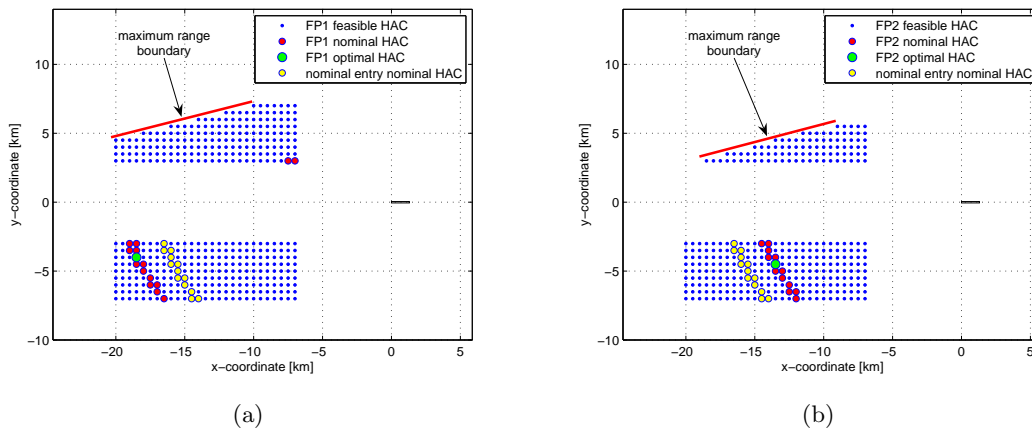 maximum range
boundary
FP1 feasible HAC
FP1 nominal HAC
FP1 optimal HAC
nominal entry nominal HAC
10
5
0
−5
−10
y−coordinate [km]
−20 −15 −10 −5 0 5
x−coordinate [km]
(a)
maximum range
boundary
FP2 feasible HAC
FP2 nominal HAC
FP2 optimal HAC
nominal entry nominal HAC
10
5
0
−5
−10
y−coordinate [km]
−20 −15 −10 −5 0 5
x−coordinate [km]
(b)